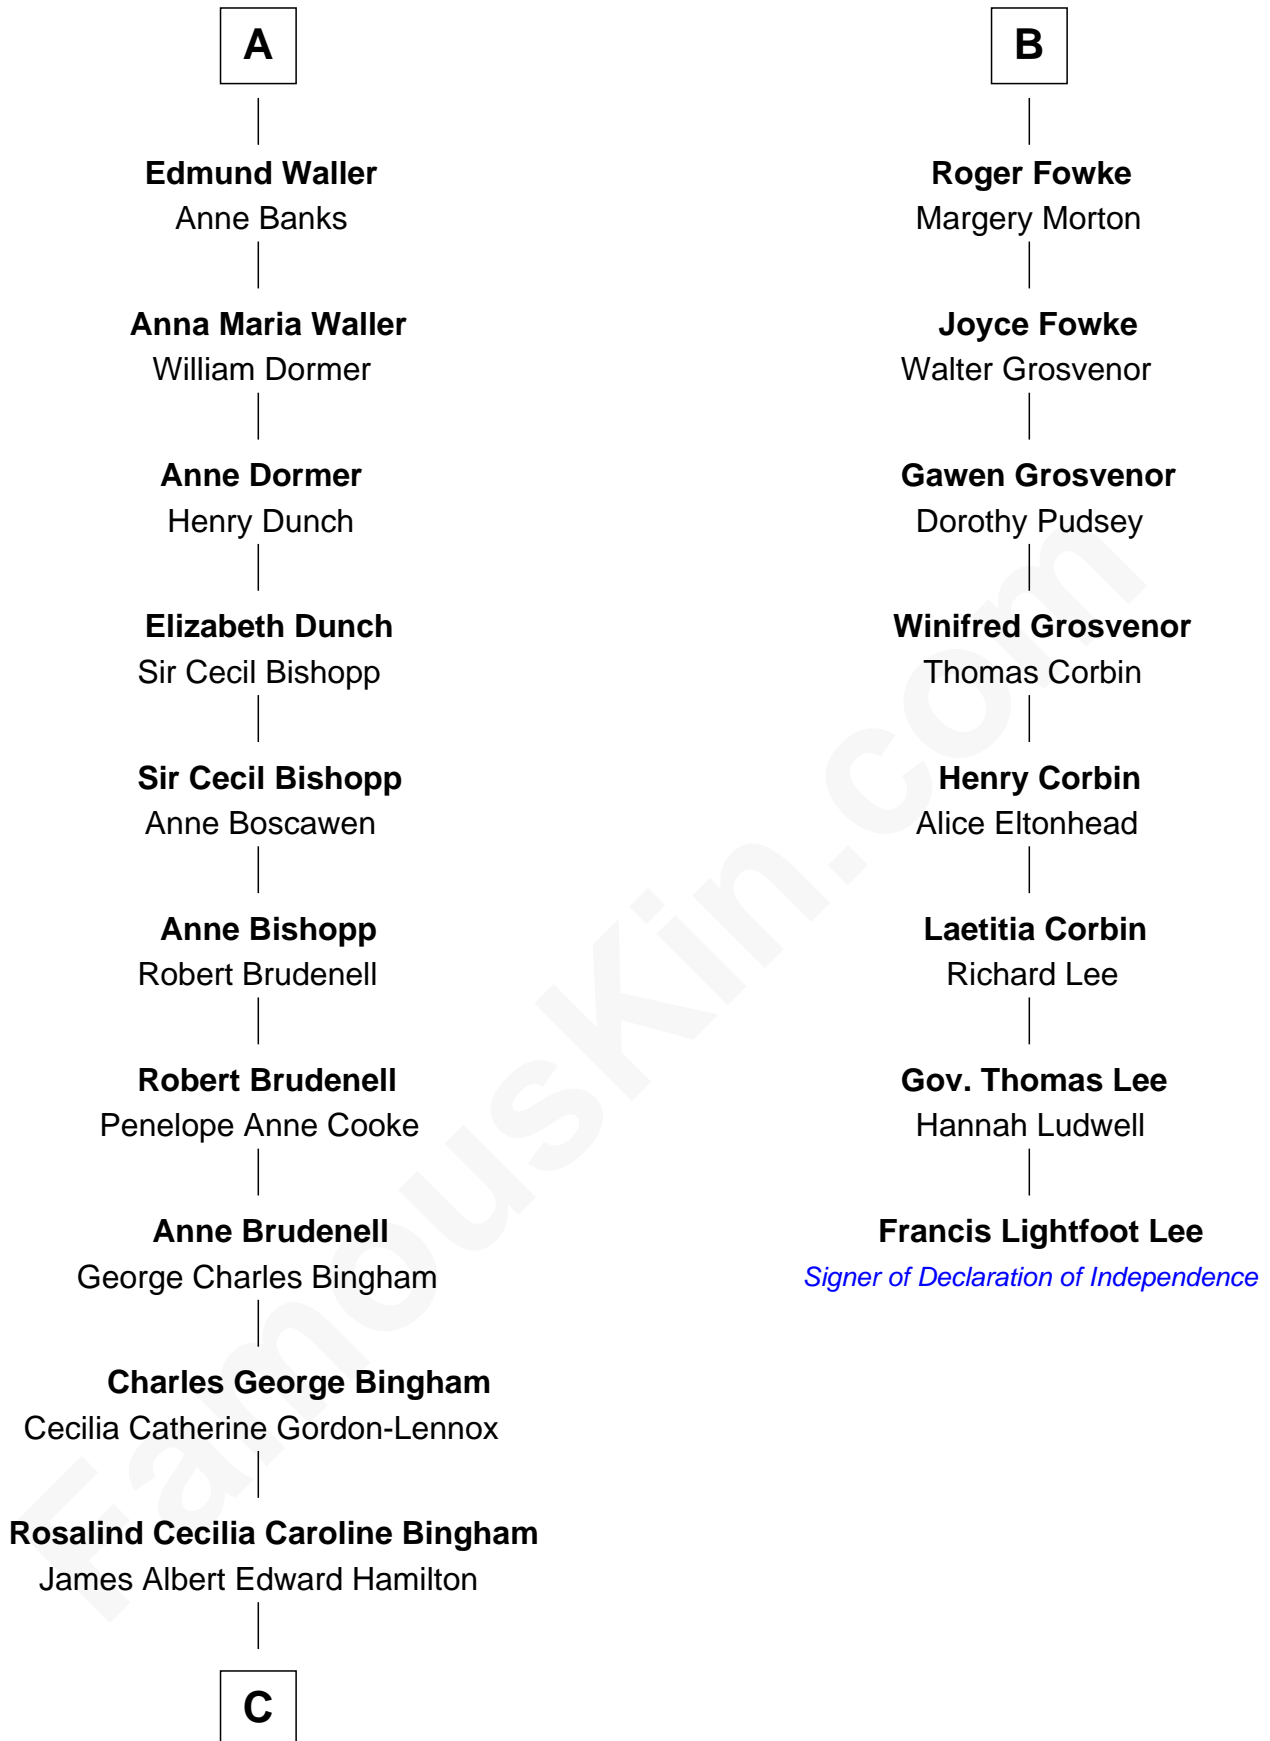 A
Edmund Waller
Anne Banks
Anna Maria Waller
William Dormer
Anne Dormer
Henry Dunch
Elizabeth Dunch
Sir Cecil Bishopp
Sir Cecil Bishopp
Anne Boscawen
Anne Bishopp
Robert Brudenell
Robert Brudenell
Penelope Anne Cooke
Anne Brudenell
George Charles Bingham
Charles George Bingham
Cecilia Catherine Gordon-Lennox
Rosalind Cecilia Caroline Bingham
James Albert Edward Hamilton
C
B
Roger Fowke
Margery Morton
Joyce Fowke
Walter Grosvenor
Gawen Grosvenor
Dorothy Pudsey
Winifred Grosvenor
Thomas Corbin
Henry Corbin
Alice Eltonhead
Laetitia Corbin
Richard Lee
Gov. Thomas Lee
Hannah Ludwell
Francis Lightfoot Lee
Signer of Declaration of Independence
FamousKin.com